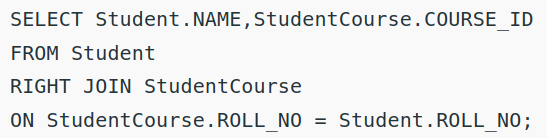 SELECT Student.NAME,StudentCourse.COURSE_ID
FROM Student
RIGHT JOIN StudentCourse
ON StudentCourse.ROLL_NO = Student.ROLL_NO;